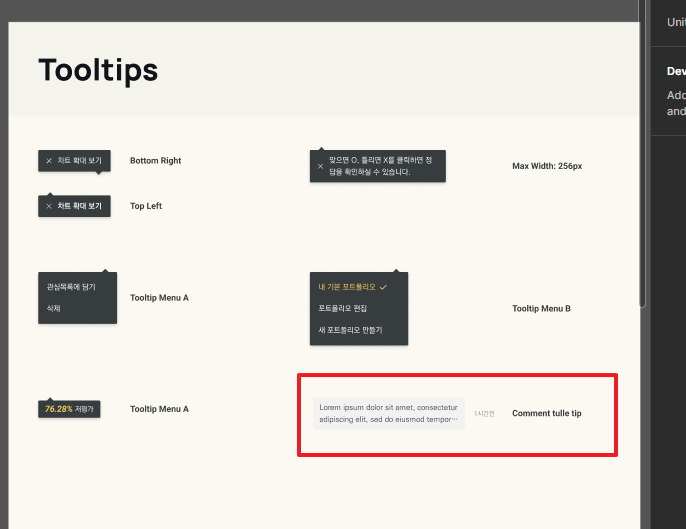 Tooltips
× 차트 확대 보기
Bottom Right
× 맞으면 O, 틀리면 X를 클릭하면 정
답을 확인하실 수 있습니다.
Max Width: 256px
× 차트 확대 보기
Top Left
관심목록에 담기
삭제
Tooltip Menu A
내 기본 포트폴리오
포트폴리오 편집
새 포트폴리오 만들기
Tooltip Menu B
76.28% 저평가
Tooltip Menu A
Lorem ipsum dolor sit amet, consectetur
adipiscing elit, sed do eiusmod tempor···
1시간전
Comment tulle tip
Unit
Dev
Add
and